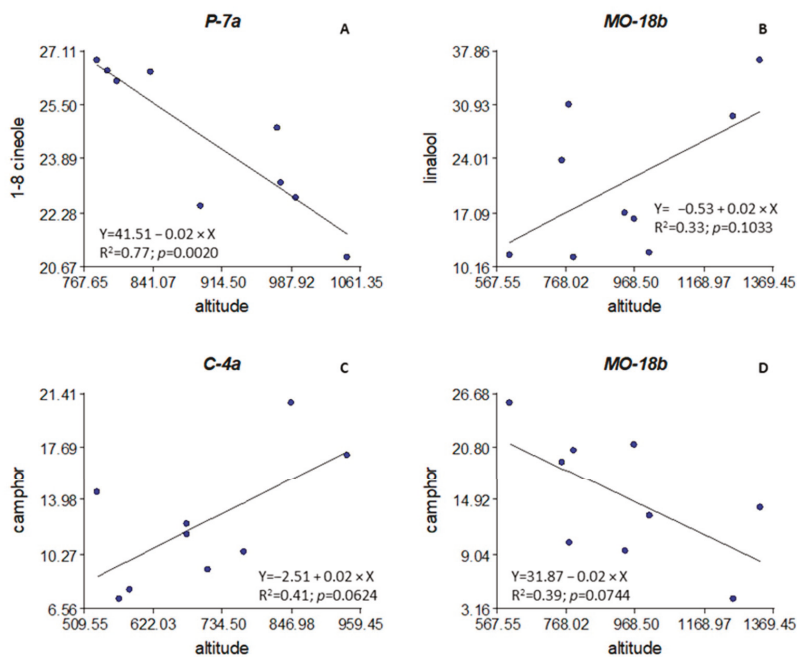 P-7a
A
27.11
25.50
23.89
22.28
20.67
1-8 cineole
Y=41.51 − 0.02 × X
R²=0.77; p=0.0020
767.65 841.07 914.50 987.92 1061.35
altitude
MO-18b
B
37.86
30.93
24.01
17.09
10.16
linalool
Y= −0.53 + 0.02 × X
R²=0.33; p=0.1033
567.55 768.02 968.50 1168.97 1369.45
altitude
C-4a
C
21.41
17.69
13.98
10.27
6.56
camphor
Y=−2.51 + 0.02 × X
R²=0.41; p=0.0624
509.55 622.03 734.50 846.98 959.45
altitude
MO-18b
D
26.68
20.80
14.92
9.04
3.16
camphor
Y=31.87 − 0.02 × X
R²=0.39; p=0.0744
567.55 768.02 968.50 1168.97 1369.45
altitude